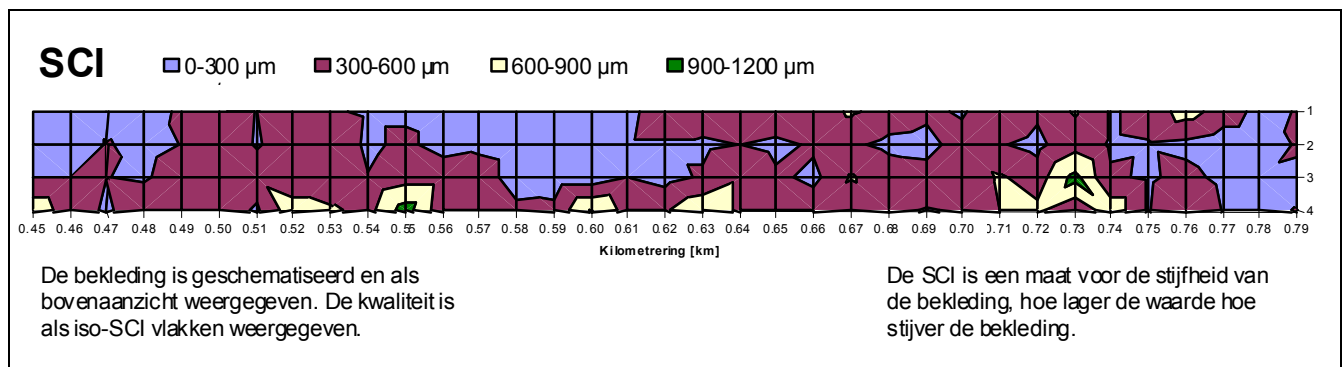 SCI
0-300 µm 300-600 µm 600-900 µm 900-1200 µm
1
2
3
4
0.45 0.46 0.47 0.48 0.49 0.50 0.51 0.52 0.53 0.54 0.55 0.56 0.57 0.58 0.59 0.60 0.61 0.62 0.63 0.64 0.65 0.66 0.67 0.68 0.69 0.70 0.71 0.72 0.73 0.74 0.75 0.76 0.77 0.78 0.79
Kilometrering [km]
De bekleding is geschematiseerd en als
bovenaanzicht weergegeven. De kwaliteit is
als iso-SCI vlakken weergegeven.
De SCI is een maat voor de stijfheid van
de bekleding, hoe lager de waarde hoe
stijver de bekleding.